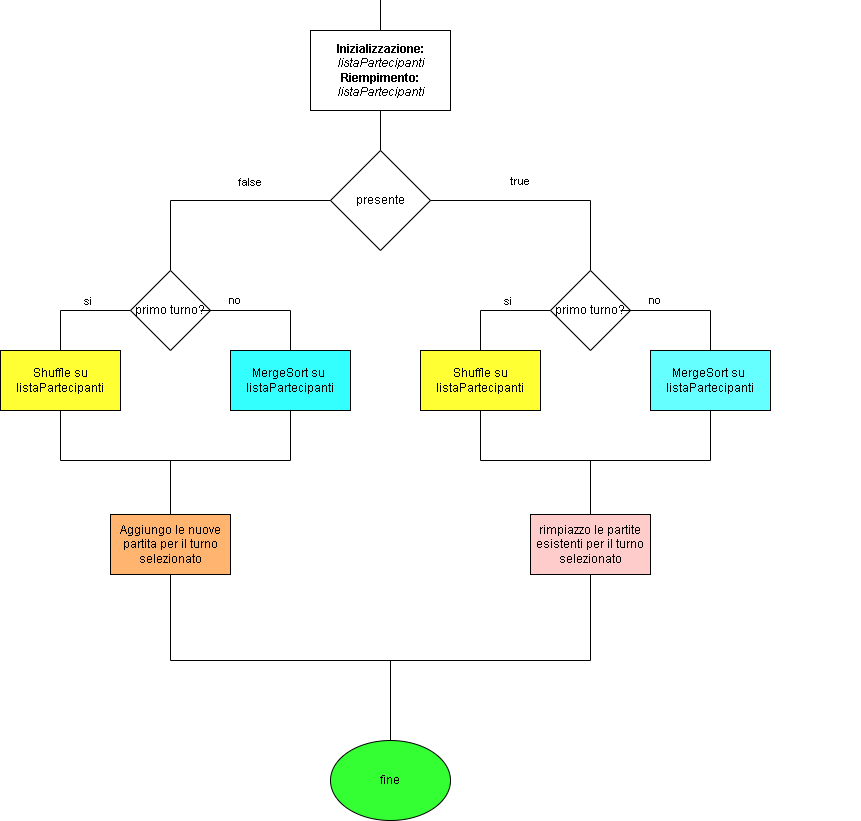 Inizializzazione:
listaPartecipanti
Riempimento:
listaPartecipanti
false
presente
true
si
primo turno?
no
si
primo turno?
no
Shuffle su
listaPartecipanti
MergeSort su
listaPartecipanti
Shuffle su
listaPartecipanti
MergeSort su
listaPartecipanti
Aggiungo le nuove
partita per il turno
selezionato
rimpiazzo le partite
esistenti per il turno
selezionato
fine